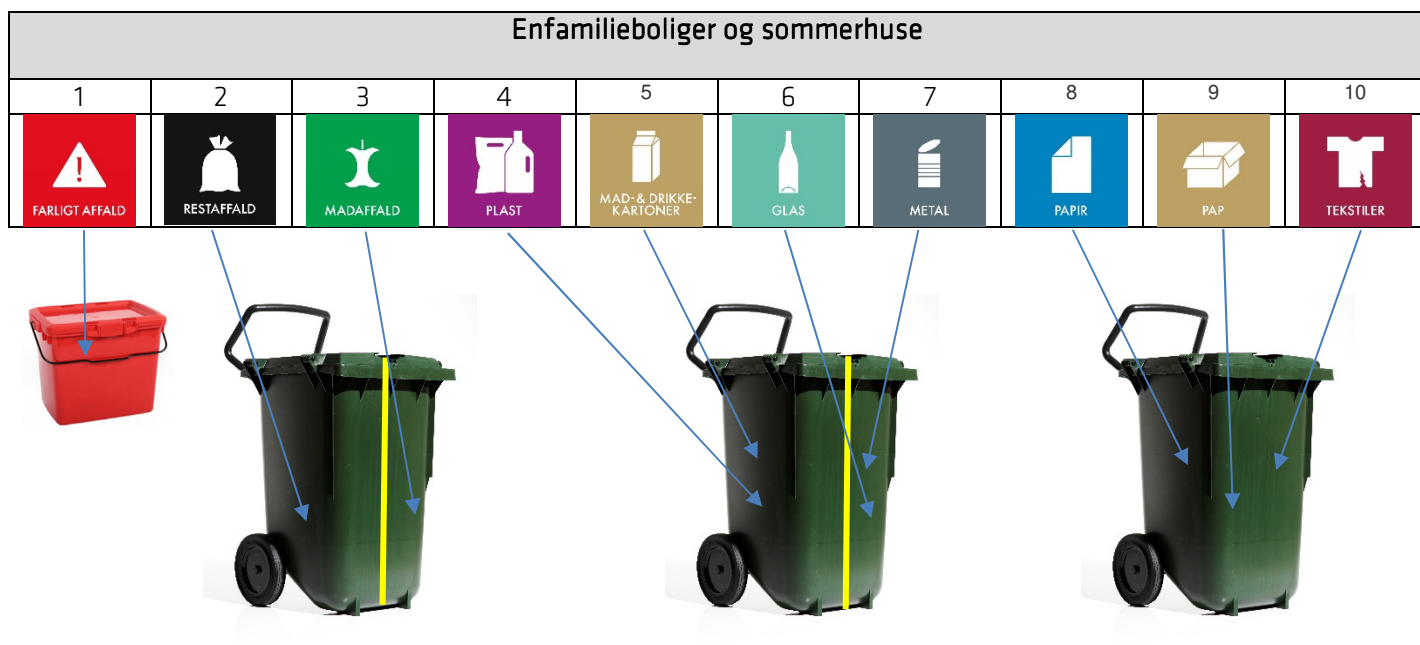 Enfamilieboliger og sommerhuse
1 2 3 4 5 6 7 8 9 10
FARLIGT AFFALD
RESTAFFALD
MADAFFALD
PLAST
MAD- & DRIKKE-
KARTONER
GLAS
METAL
PAPIR
PAP
TEKSTILER